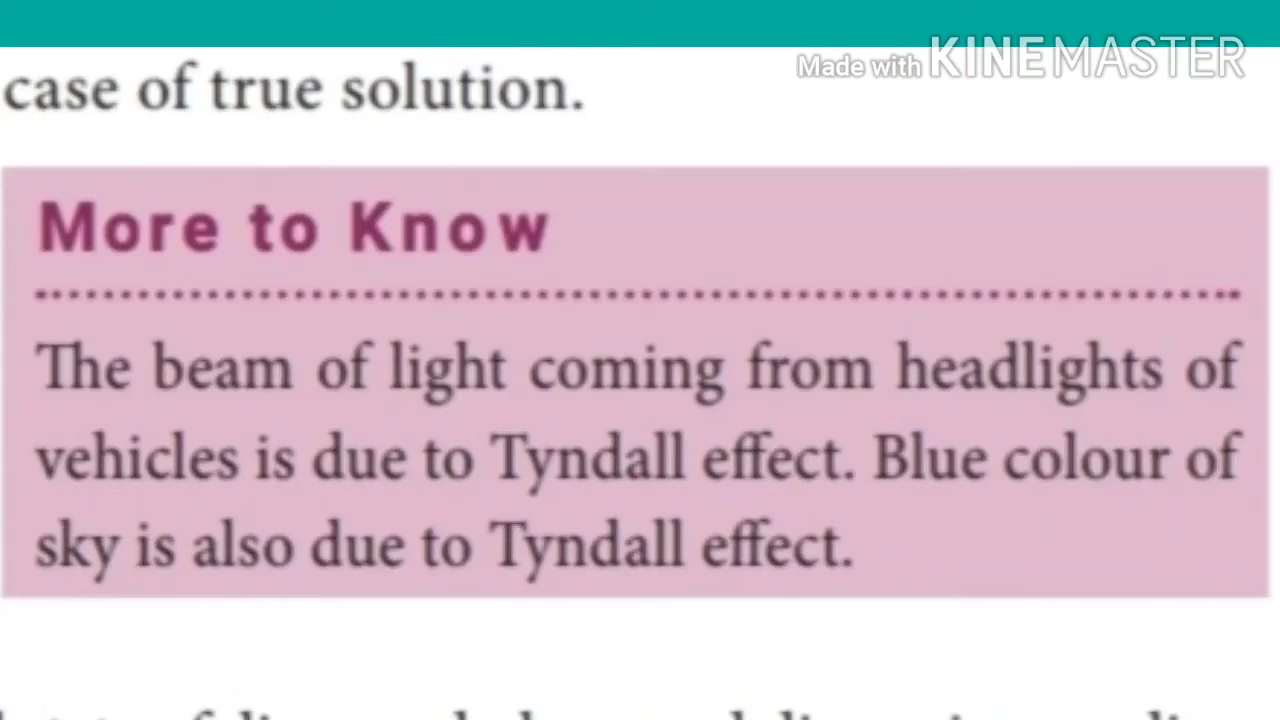 Made with KINEMASTER
case of true solution.
More to Know
The beam of light coming from headlights of
vehicles is due to Tyndall effect. Blue colour of
sky is also due to Tyndall effect.